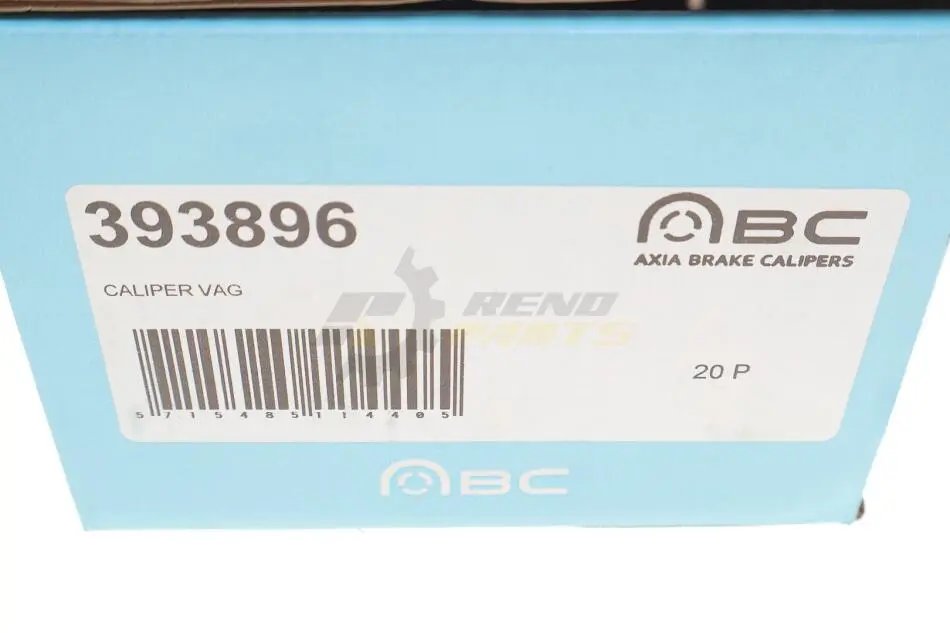 393896
ABC
AXIA BRAKE CALIPERS
CALIPER VAG
RENO
PARTS
20 P
5715485114405
ABC